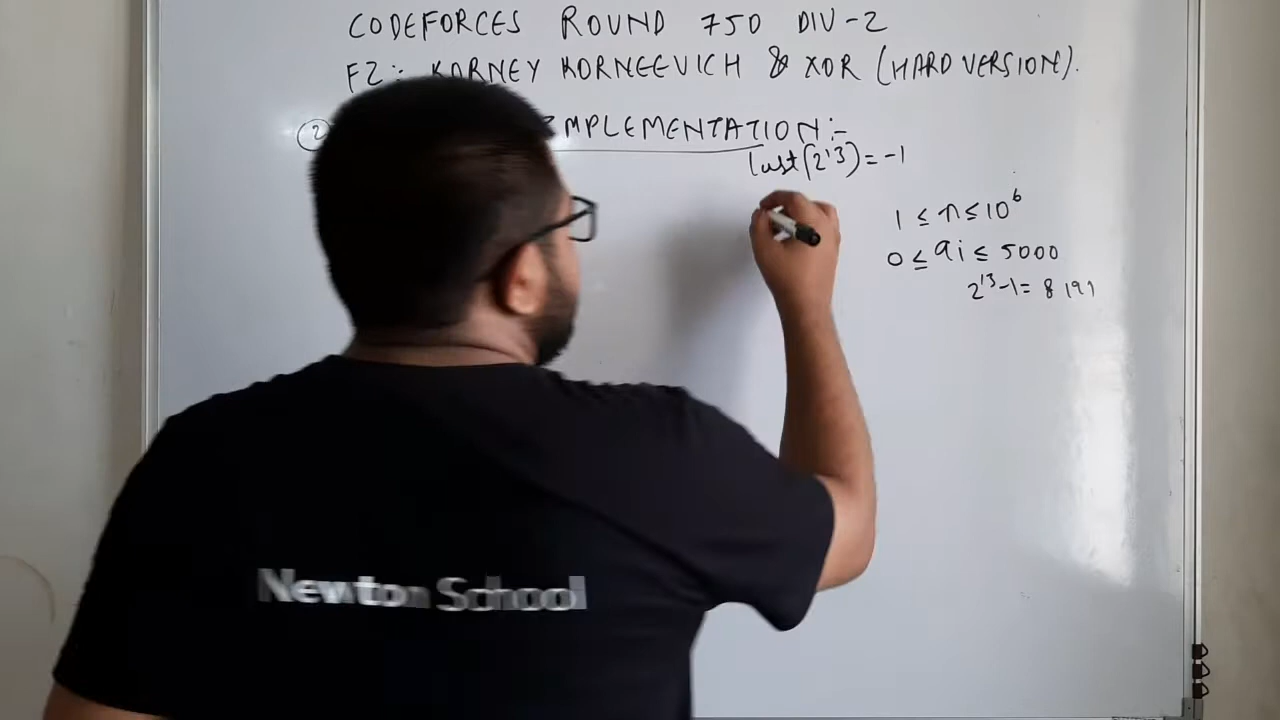 CODEFORCES ROUND 750 DIV-2
F2: KORNEY KORNEEVICH & XOR (HARD VERSION).
② IMPLEMENTATION:-
last(2^13) = -1
1 ≤ n ≤ 10^6
0 ≤ ai ≤ 5000
2^13-1 = 8191
Newton School